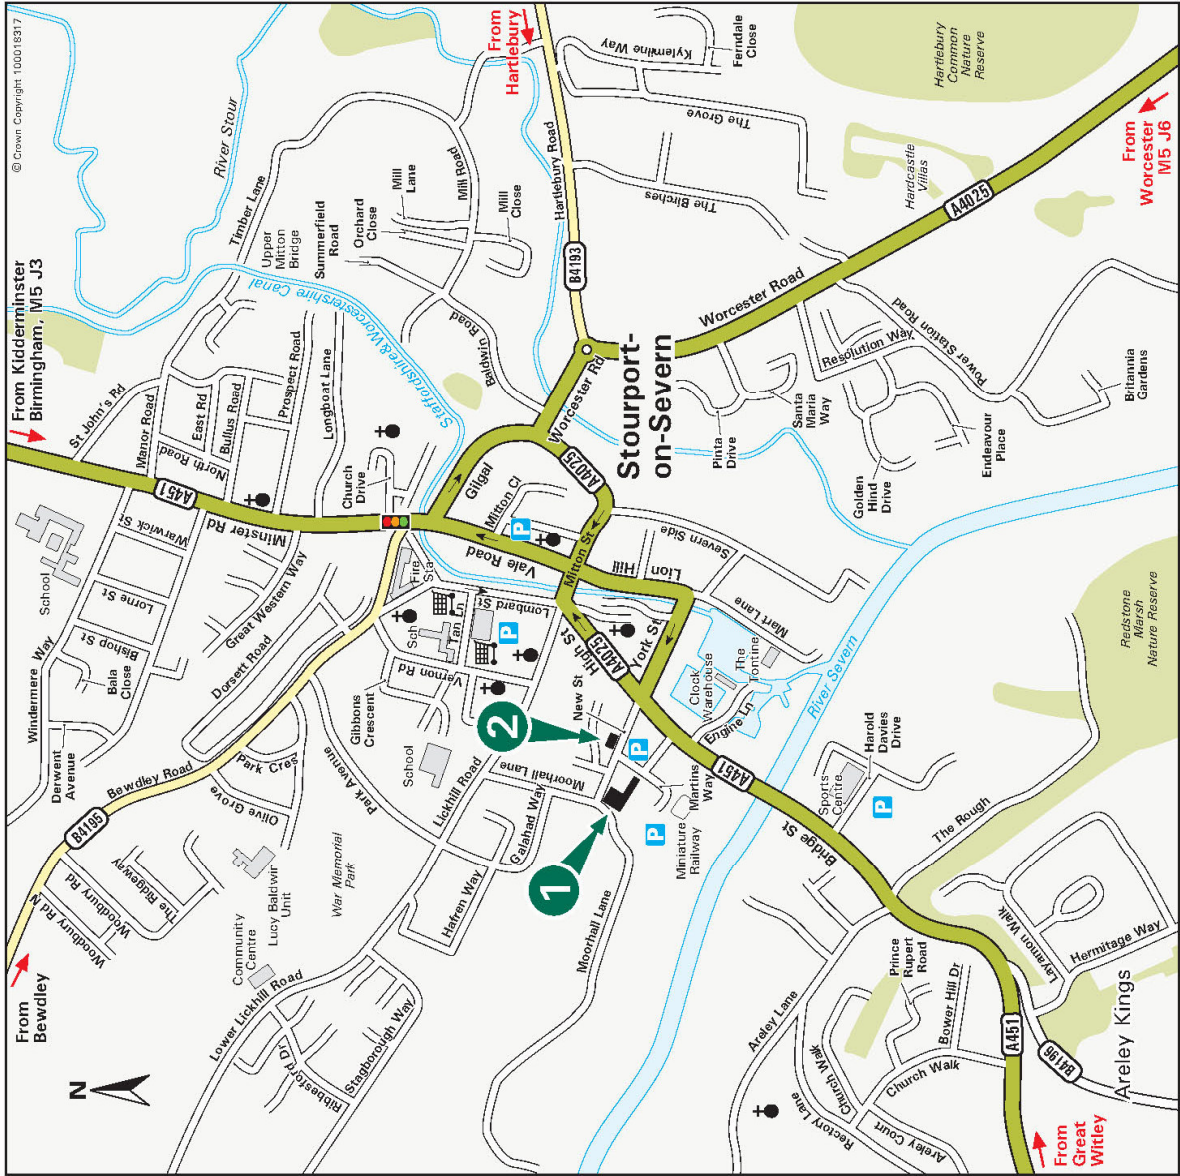 © Crown Copyright 100018317
From Kidderminster
Birmingham, M5 J3
From
Hartlebury
From
Worcester
M5 J6
From
Bewdley
From
Great
Witley
N
Stourport-
on-Severn
Areley Kings
River Stour
Timber Lane
Upper
Mitton
Bridge
Summerfield
Road
Orchard
Close
Mill
Lane
Mill Road
Mill
Close
Hartlebury Road
B4193
Kylemilne Way
Ferndale
Close
The Grove
The Birches
Hartlebury
Common
Nature
Reserve
Hardcastle
Villas
A4025
Worcester Road
Power Station Road
Resolution Way
Britannia
Gardens
Santa
Maria
Way
Pinta
Drive
Golden
Hind
Drive
Endeavour
Place
Staffordshire & Worcestershire Canal
Baldwin
Road
Worcester Rd
A4025
Gilgal
Mitton Cl
P
Vale Road
Mitton St
Lion
Hill
Severn Side
Mart Lane
St John's Rd
Manor Road
North Road
East Rd
Bullus Road
Prospect Road
Longboat Lane
Church
Drive
A451
Minster Rd
Warwick St
School
Lorne St
Bishop St
Great Western Way
Dorsett Road
Windermere
Way
Bala
Close
Derwent
Avenue
Bewdley Road
B4195
Park Cres
Olive Grove
Park Avenue
Gibbons
Crescent
School
Vernon Rd
Sch
Tan Ln
Fire
Sta
Lombard St
P
High St
A4025
York St
New St
2
P
Clock
Warehouse
The
Tontine
Engine Ln
Lickhill Road
Moorhall Lane
Galahad Way
Hafren Way
1
P
Miniature
Railway
Martins
Way
A451
River Severn
Redstone
Marsh
Nature Reserve
Woodbury Rd N
Woodbury Rd
The Ridgeway
Lucy Baldwin
Unit
Community
Centre
War Memorial
Park
Lower Lickhill Road
Ribbesford Dr
Stagborough Way
Moorhall Lane
Bridge St
Sports
Centre
Harold
Davies
Drive
P
The Rough
Areley Lane
Prince
Rupert
Road
Bower Hill Dr
Church Walk
Church Walk
Rectory Lane
Areley Court
Layamon Walk
Hermitage Way
A451
B4196